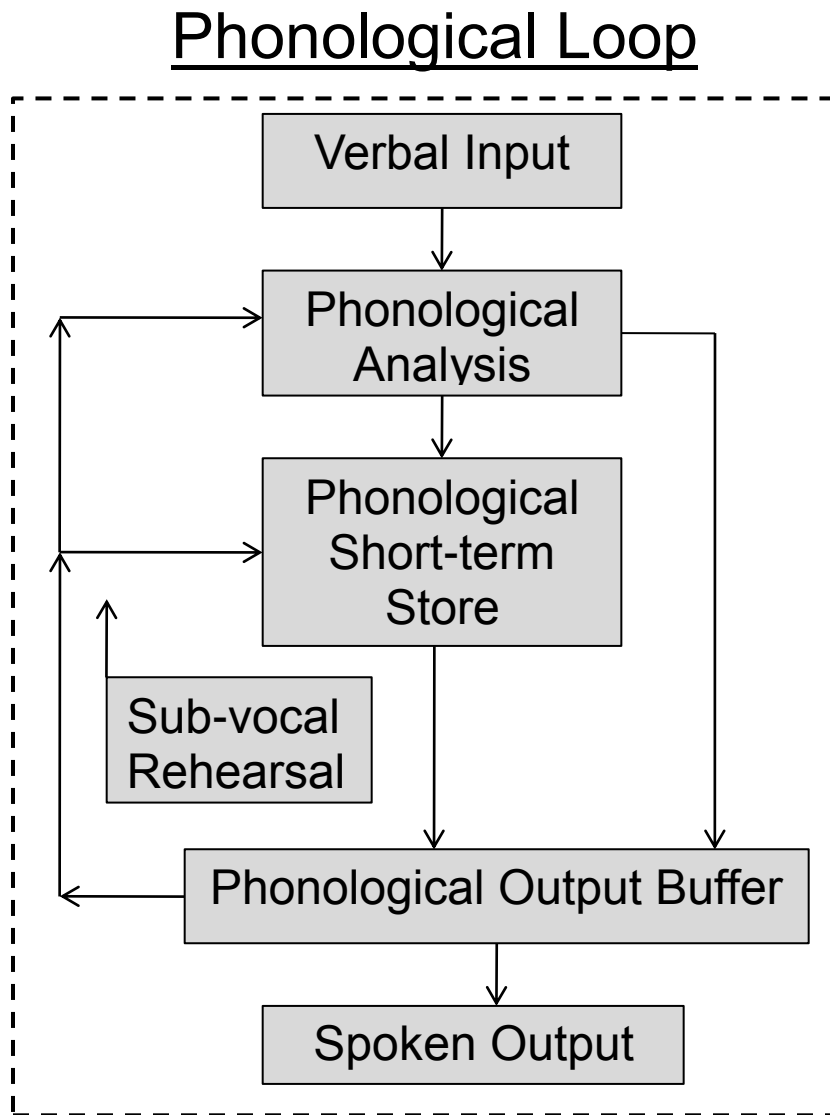 Phonological Loop
Verbal Input
Phonological
Analysis
Phonological
Short-term
Store
Sub-vocal
Rehearsal
Phonological Output Buffer
Spoken Output